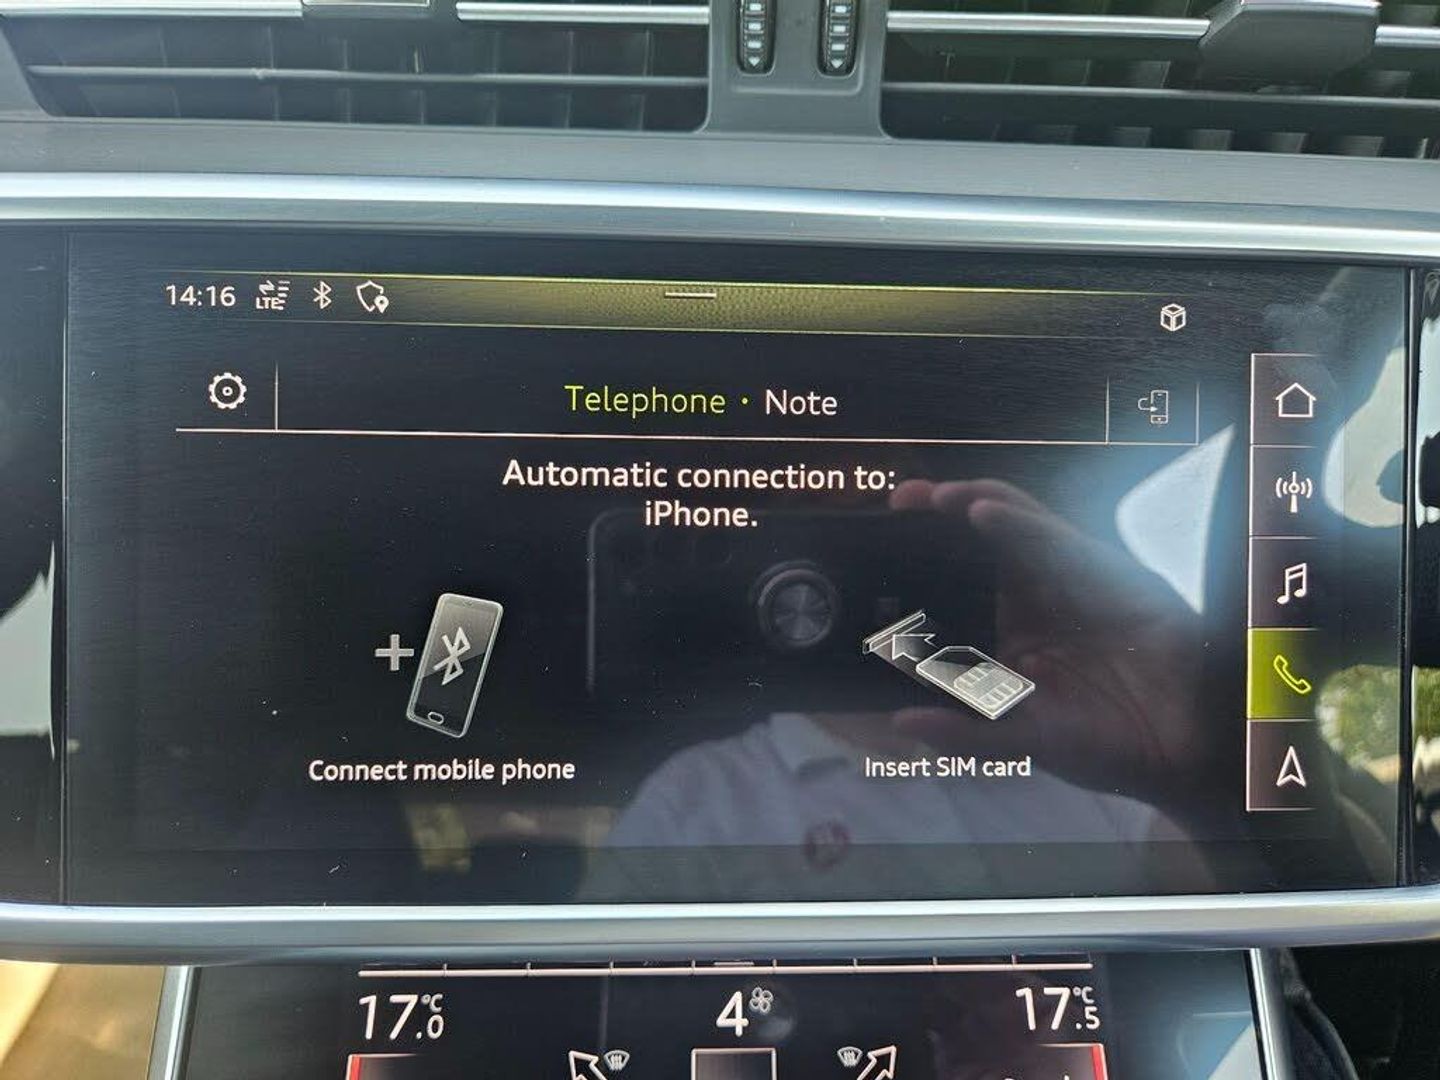 14:16 LTE
Telephone · Note
Automatic connection to:
iPhone.
Connect mobile phone
Insert SIM card
17.0 °C
4
17.5 °C